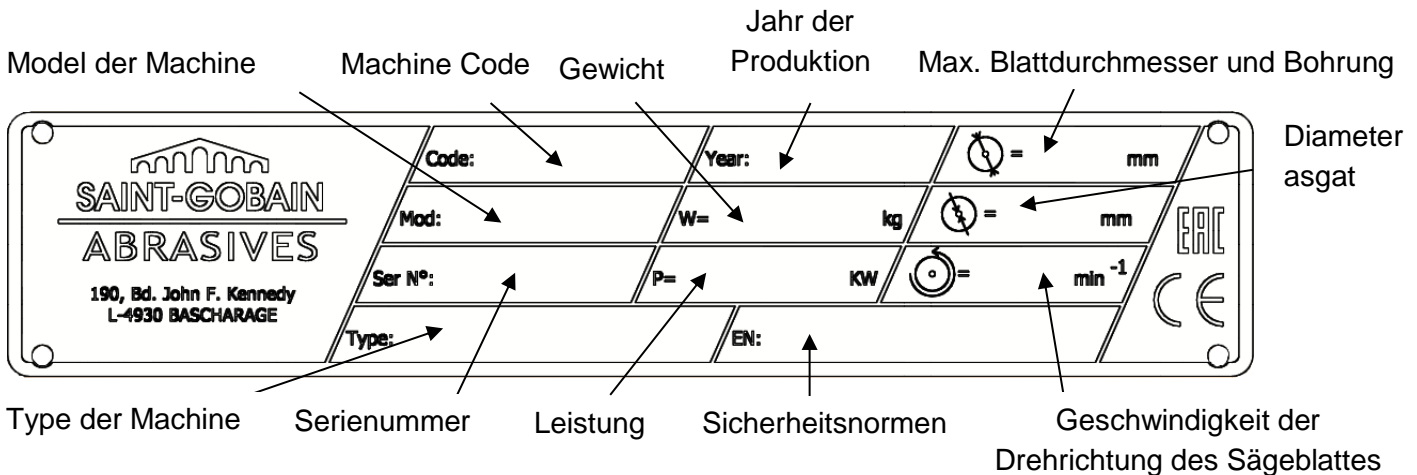 Jahr der
Produktion
Model der Machine
Machine Code
Gewicht
Max. Blattdurchmesser und Bohrung
Diameter
asgat
SAINT-GOBAIN
ABRASIVES
190, Bd. John F. Kennedy
L-4930 BASCHARAGE
Code:
Year:
= mm
Mod:
W= kg
= mm
Ser N°:
P= KW
= min -1
Type:
EN:
EAC
CE
Type der Machine
Serienummer
Leistung
Sicherheitsnormen
Geschwindigkeit der
Drehrichtung des Sägeblattes